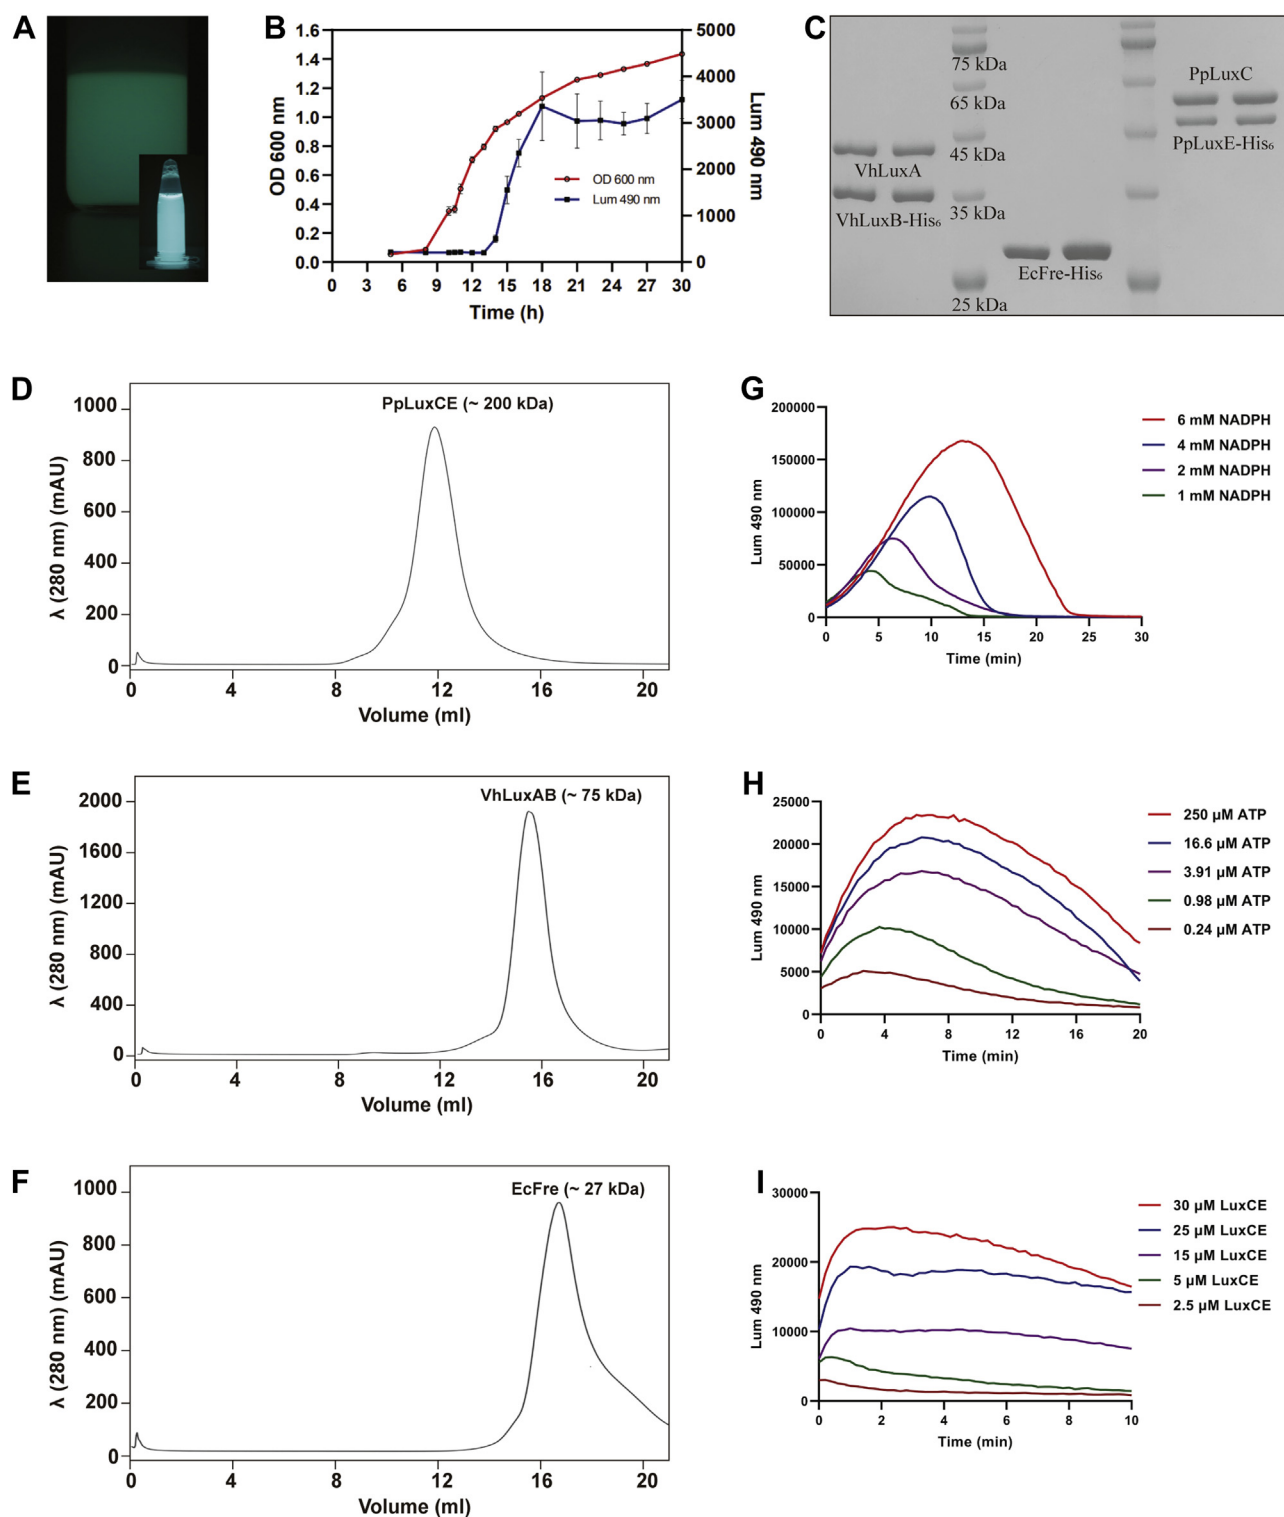 A
B
1.6
1.4
1.2
1.0
0.8
0.6
0.4
0.2
0.0
OD 600 nm
5000
4000
3000
2000
1000
0
Lum 490 nm
OD 600 nm
Lum 490 nm
0 3 6 9 12 15 18 21 24 27 30
Time (h)
C
75 kDa
65 kDa
45 kDa
35 kDa
25 kDa
VhLuxA
VhLuxB-His₆
EcFre-His₆
PpLuxC
PpLuxE-His₆
D
PpLuxCE (~ 200 kDa)
1000
800
600
400
200
0
λ (280 nm) (mAU)
0 4 8 12 16 20
Volume (ml)
G
200000
150000
100000
50000
0
Lum 490 nm
0 5 10 15 20 25 30
Time (min)
6 mM NADPH
4 mM NADPH
2 mM NADPH
1 mM NADPH
E
VhLuxAB (~ 75 kDa)
2000
1600
1200
800
400
0
λ (280 nm) (mAU)
0 4 8 12 16 20
Volume (ml)
H
25000
20000
15000
10000
5000
0
Lum 490 nm
0 4 8 12 16 20
Time (min)
250 µM ATP
16.6 µM ATP
3.91 µM ATP
0.98 µM ATP
0.24 µM ATP
F
EcFre (~ 27 kDa)
1000
800
600
400
200
0
λ (280 nm) (mAU)
0 4 8 12 16 20
Volume (ml)
I
30000
20000
10000
0
Lum 490 nm
0 2 4 6 8 10
Time (min)
30 µM LuxCE
25 µM LuxCE
15 µM LuxCE
5 µM LuxCE
2.5 µM LuxCE